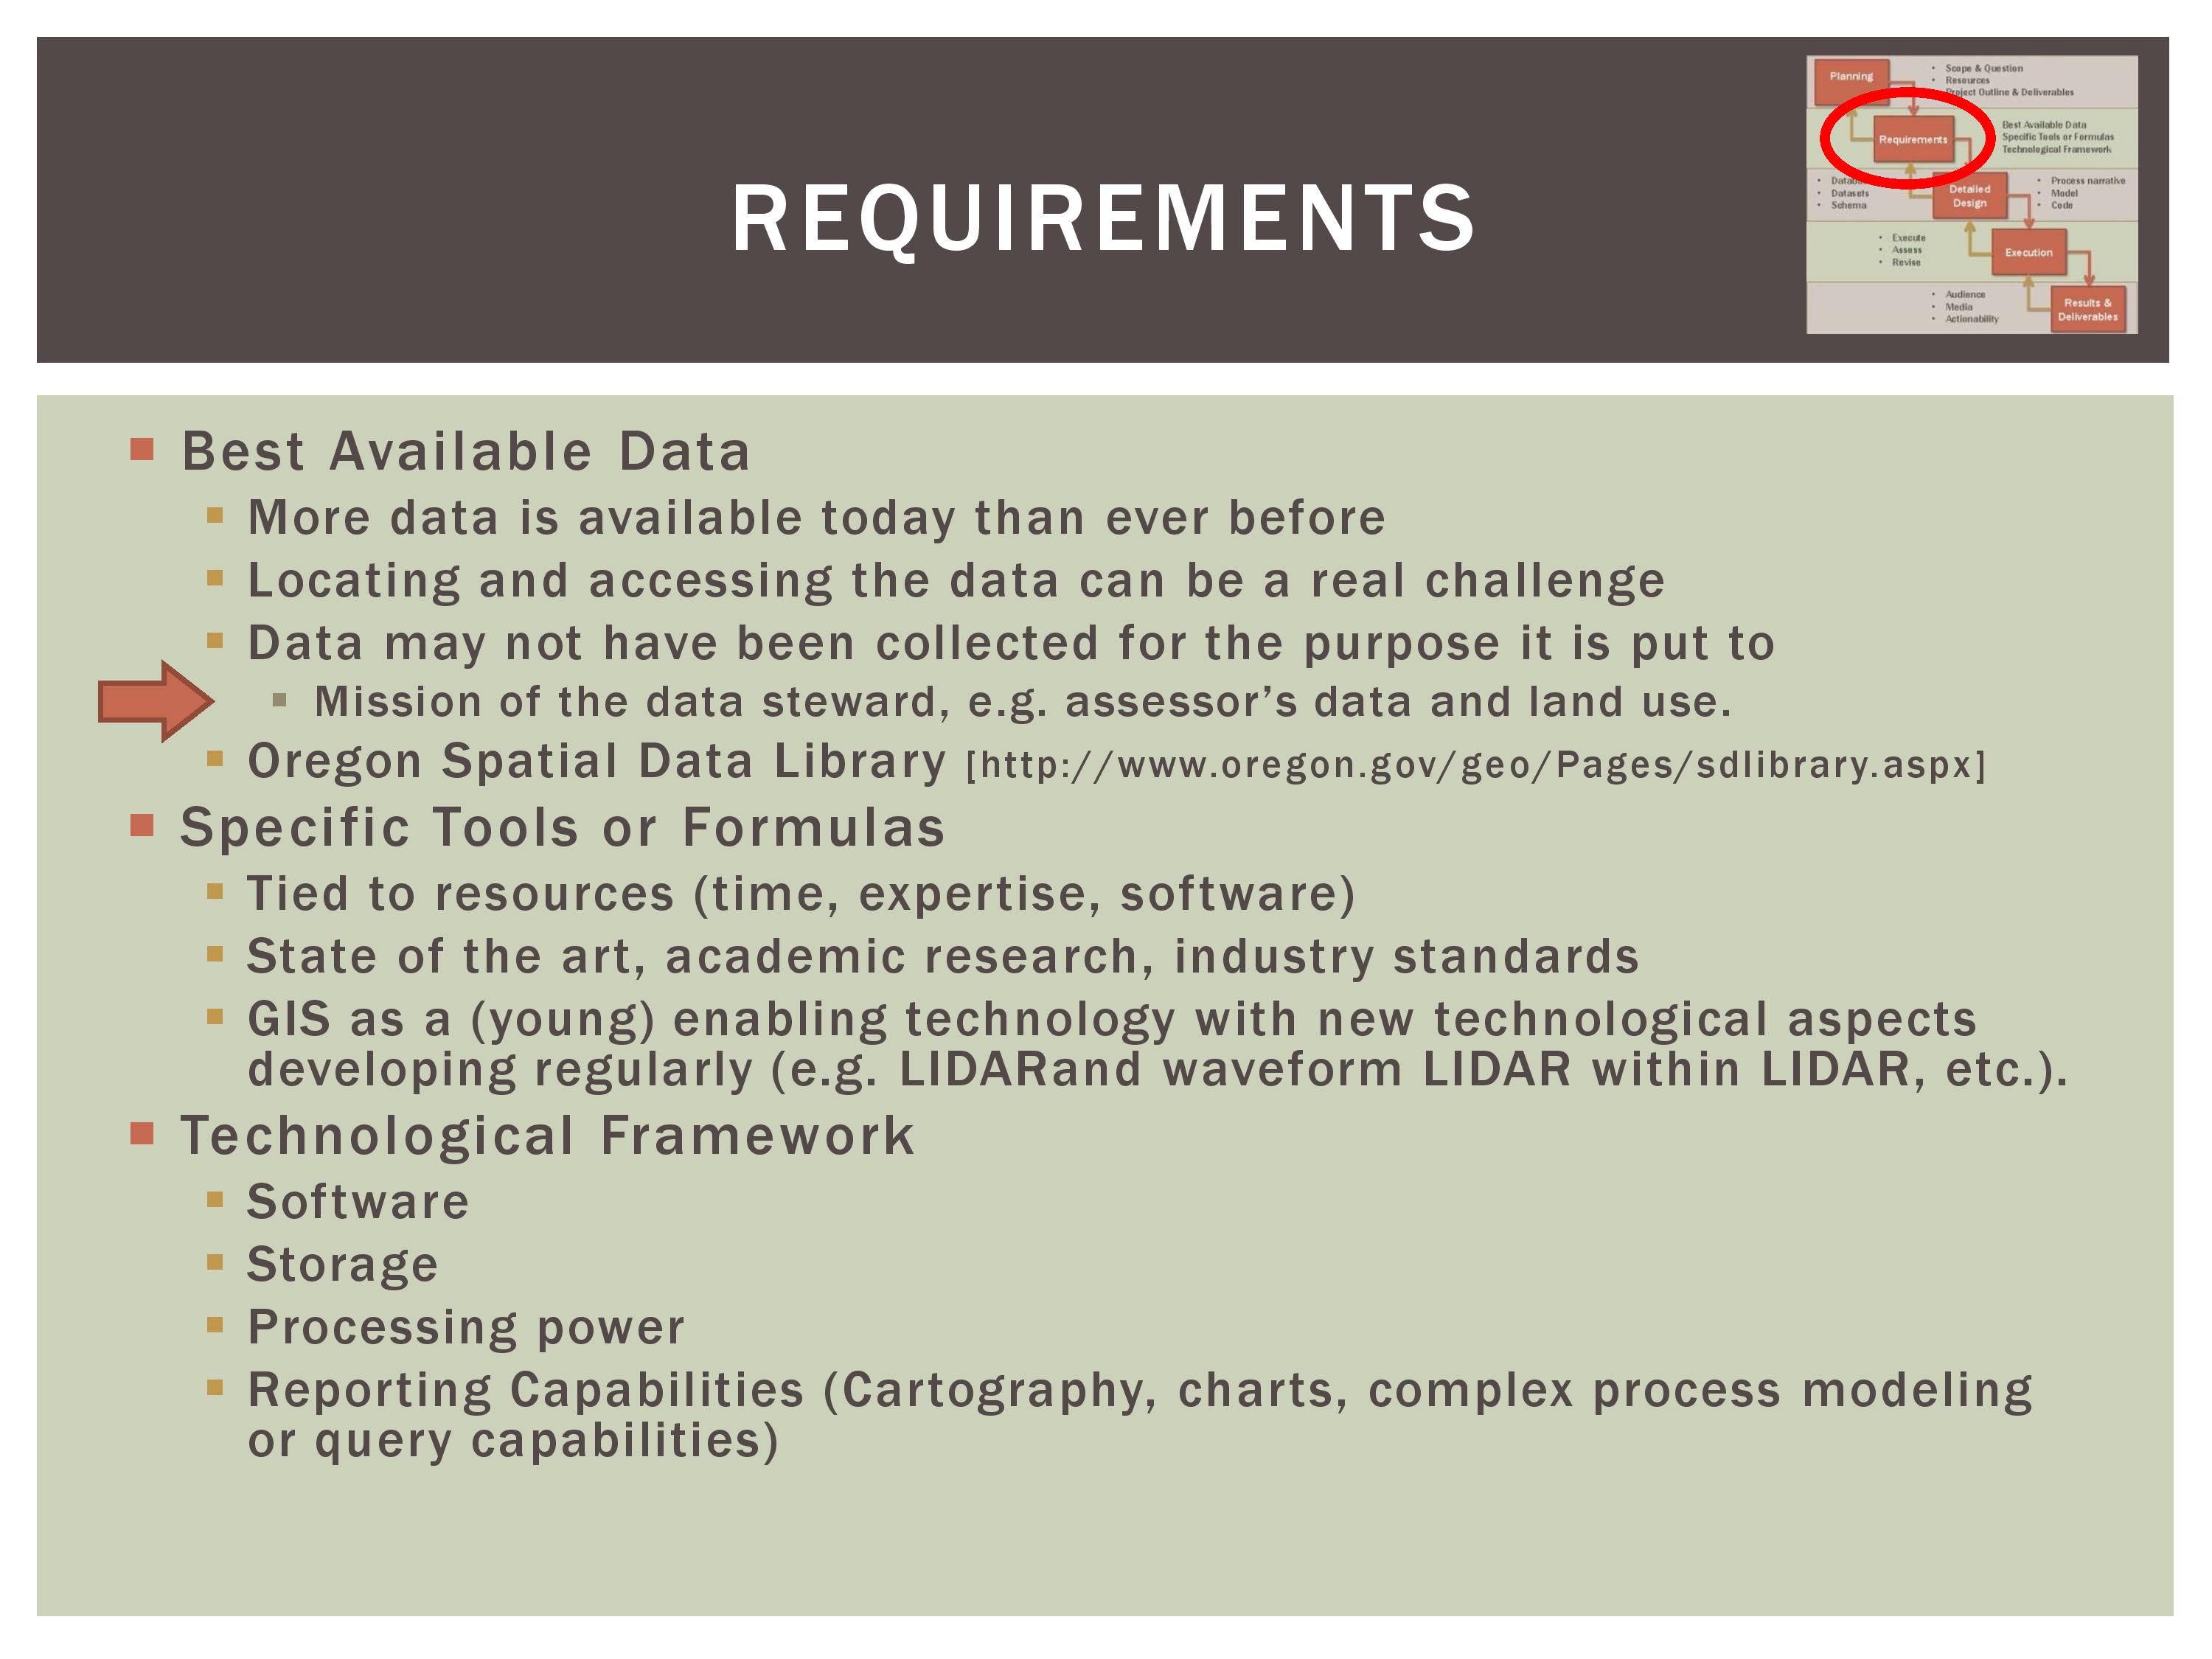 REQUIREMENTS
Planning
• Scope & Question
• Resources
Project Outline & Deliverables
Requirements
Best Available Data
Specific Tools or Formulas
Technological Framework
•
• Datasets
• Schema
Detailed
Design
• Process narrative
• Model
• Code
• Execute
• Assess
• Revise
Execution
• Audience
• Media
• Actionability
Results &
Deliverables
Best Available Data
More data is available today than ever before
Locating and accessing the data can be a real challenge
Data may not have been collected for the purpose it is put to
Mission of the data steward, e.g. assessor’s data and land use.
Oregon Spatial Data Library [http://www.oregon.gov/geo/Pages/sdlibrary.aspx]
Specific Tools or Formulas
Tied to resources (time, expertise, software)
State of the art, academic research, industry standards
GIS as a (young) enabling technology with new technological aspects
developing regularly (e.g. LIDARand waveform LIDAR within LIDAR, etc.).
Technological Framework
Software
Storage
Processing power
Reporting Capabilities (Cartography, charts, complex process modeling
or query capabilities)